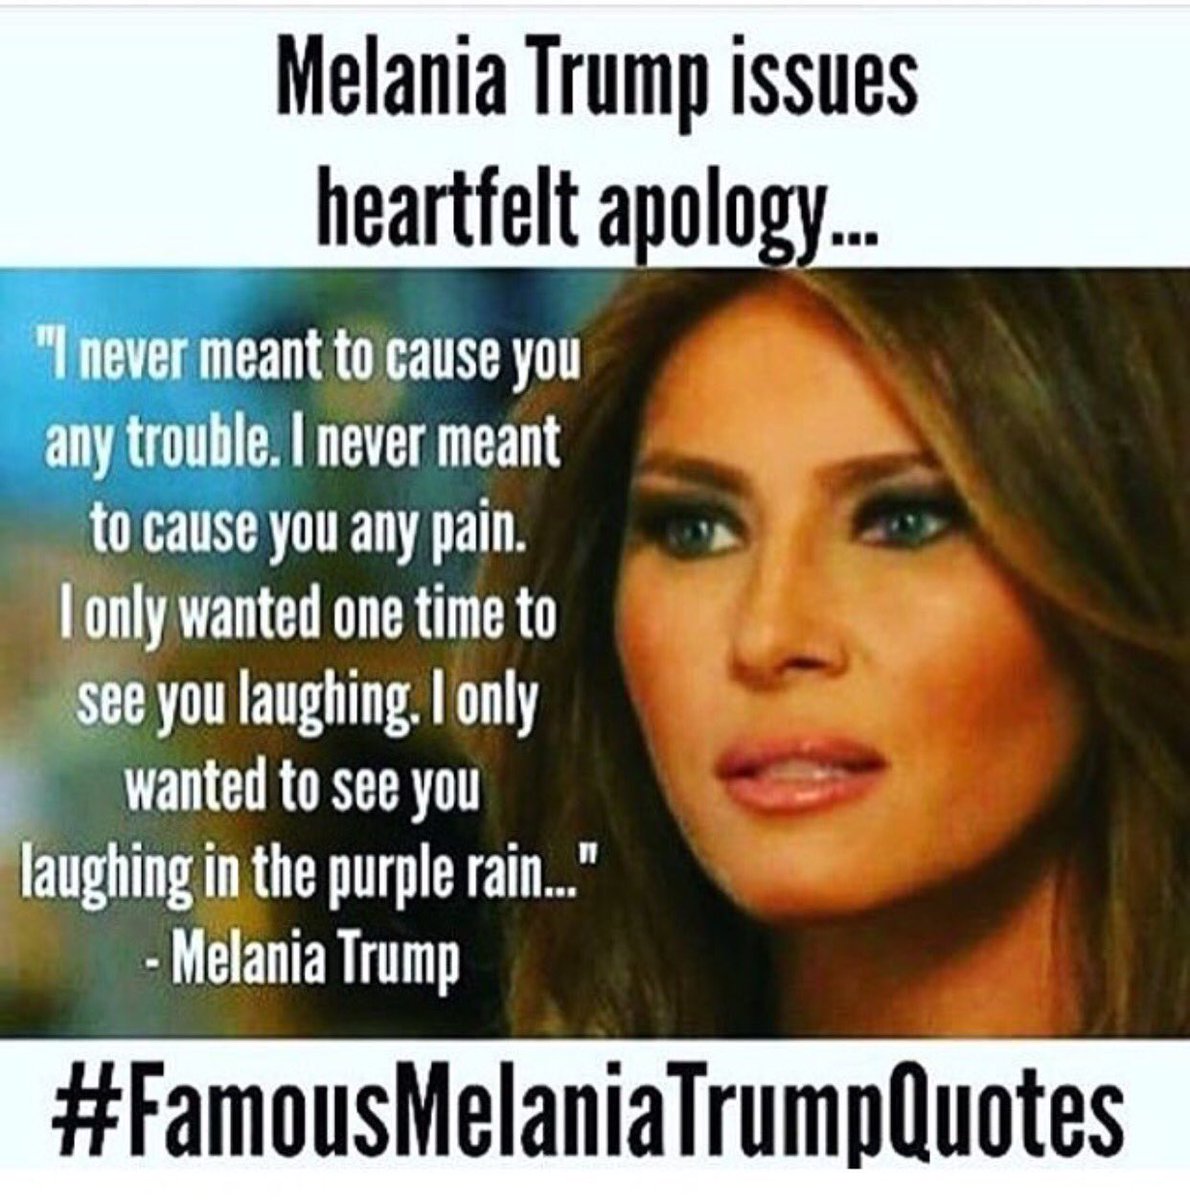 Melania Trump issues
heartfelt apology...
"I never meant to cause you
any trouble. I never meant
to cause you any pain.
I only wanted one time to
see you laughing. I only
wanted to see you
laughing in the purple rain..."
- Melania Trump
#FamousMelaniaTrumpQuotes